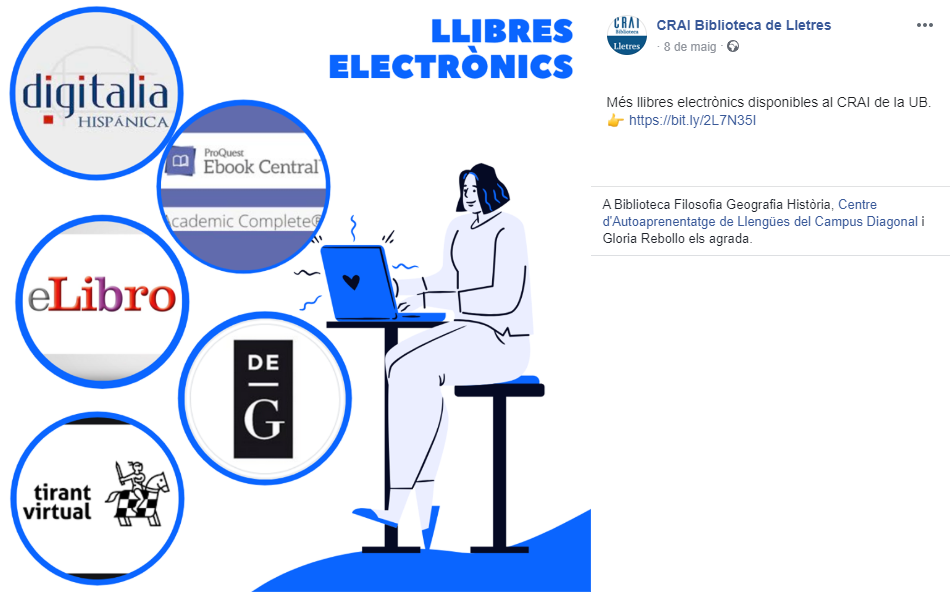 LLIBRES
ELECTRÒNICS
digitalia
HISPÁNICA
ProQuest
Ebook Central
Academic Complete®
eLibro
DE
G
tirant
virtual
CRAI
Biblioteca
Lletres
CRAI Biblioteca de Lletres
· 8 de maig ·
Més llibres electrònics disponibles al CRAI de la UB.
👉 https://bit.ly/2L7N35I
A Biblioteca Filosofia Geografia Història, Centre
d'Autoaprenentatge de Llengües del Campus Diagonal i
Gloria Rebollo els agrada.